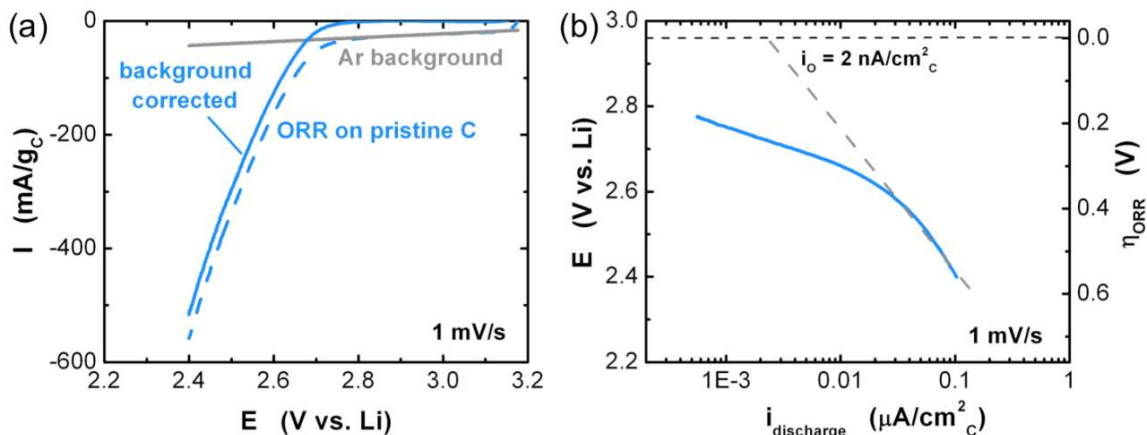 (a)
0
-200
-400
-600
I (mA/g_C)
background
corrected
Ar background
ORR on pristine C
1 mV/s
2.2 2.4 2.6 2.8 3.0 3.2
E (V vs. Li)
(b)
3.0
2.8
2.6
2.4
2.2
E (V vs. Li)
i_O = 2 nA/cm²_C
1 mV/s
0.0
0.2
0.4
0.6
η_ORR (V)
1E-3 0.01 0.1 1
i_discharge (μA/cm²_C)